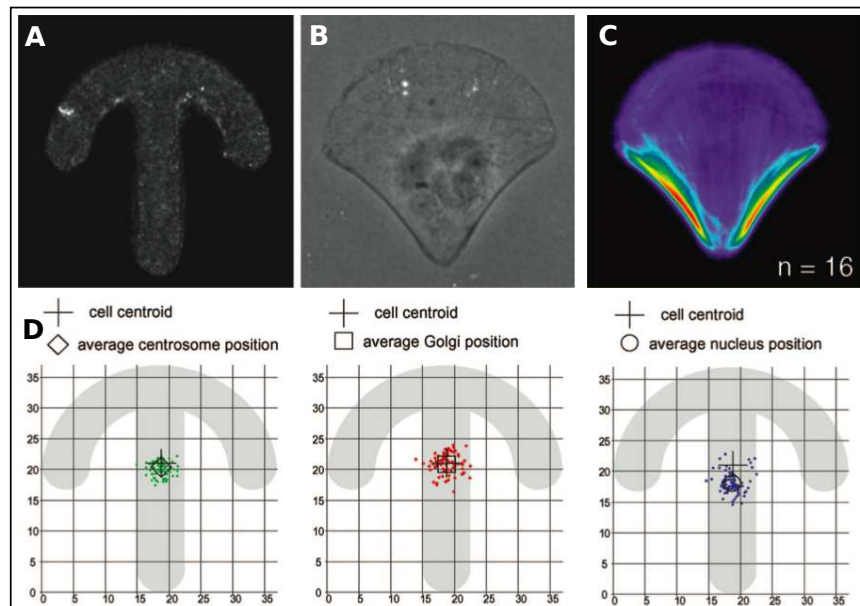 A
B
C
n = 16
D
cell centroid
average centrosome position
cell centroid
average Golgi position
cell centroid
average nucleus position
35
30
25
20
15
10
5
0
0 5 10 15 20 25 30 35
35
30
25
20
15
10
5
0
0 5 10 15 20 25 30 35
35
30
25
20
15
10
5
0
0 5 10 15 20 25 30 35